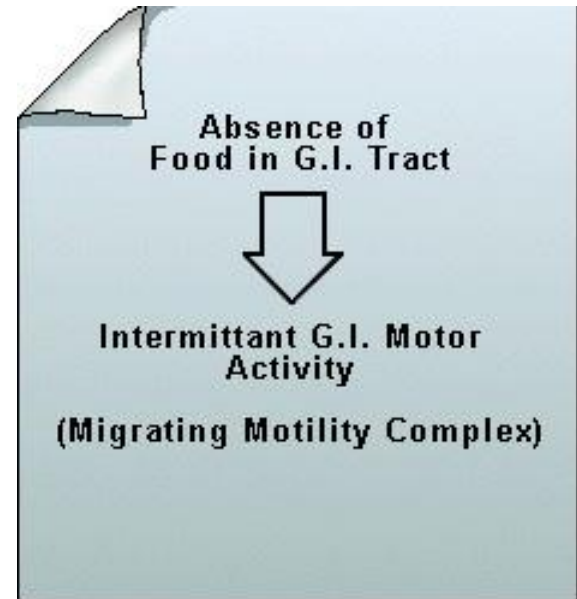 Absence of
Food in G.I. Tract
Intermittant G.I. Motor
Activity
(Migrating Motility Complex)